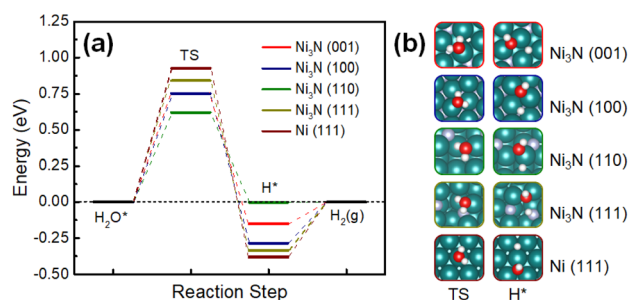 (a)
Energy (eV)
1.25
1.00
0.75
0.50
0.25
0.00
-0.25
-0.50
TS
H₂O*
H*
H₂(g)
Ni₃N (001)
Ni₃N (100)
Ni₃N (110)
Ni₃N (111)
Ni (111)
Reaction Step
(b)
Ni₃N (001)
Ni₃N (100)
Ni₃N (110)
Ni₃N (111)
Ni (111)
TS H*